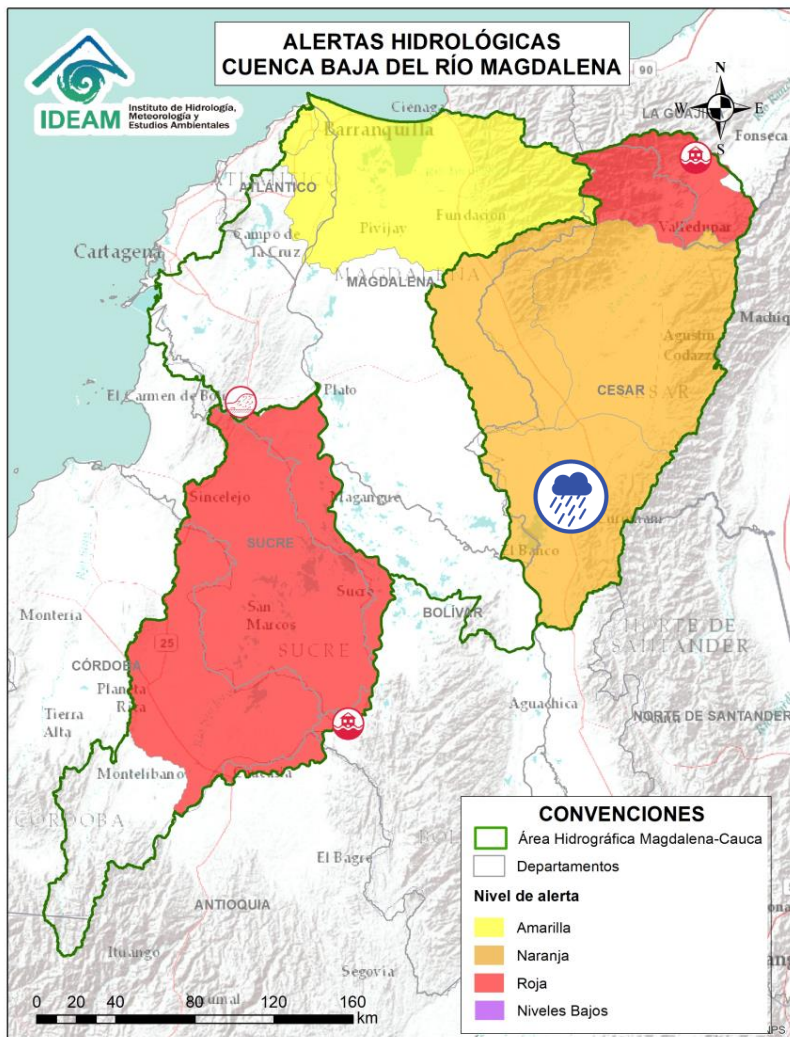 ALERTAS HIDROLÓGICAS
CUENCA BAJA DEL RÍO MAGDALENA
IDEAM
Instituto de Hidrología,
Meteorología y
Estudios Ambientales
N
W
E
S
90
Ciénaga
LA GUAJIRA
Fonseca
Barranquilla
ATLÁNTICO
Fundación
Pivijay
Valledupar
Cartagena
Campo de
La Cruz
MAGDALENA
MAGDALENA
Agustín
Codazzi
CESAR
El Carmen de
Plato
Sincelejo
Magangué
SUCRE
El Banco
Sucre
San
Marcos
SUCRE
BOLÍVAR
Montería
25
CÓRDOBA
Planeta
Rica
Tierra
Alta
NORTE DE
SANTANDER
NORTE DE SANTANDER
Aguachica
Montelíbano
CÓRDOBA
El Bagre
ANTIOQUIA
Ituango
Segovia
CONVENCIONES
Área Hidrográfica Magdalena-Cauca
Departamentos
Nivel de alerta
Amarilla
Naranja
Roja
Niveles Bajos
0 20 40 80 120 160
km